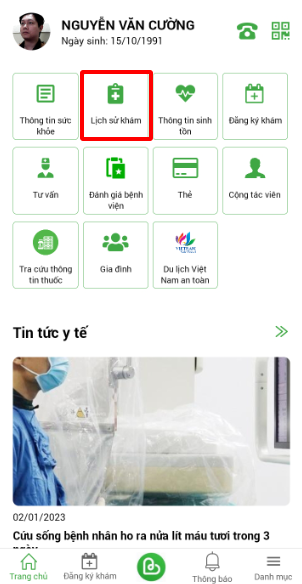 NGUYỄN VĂN CƯỜNG
Ngày sinh: 15/10/1991
Thông tin sức
khỏe
Lịch sử khám
Thông tin sinh
tồn
Đăng ký khám
Tư vấn
Đánh giá bệnh
viện
Thẻ
Cộng tác viên
Tra cứu thông
tin thuốc
Gia đình
VIETNAM
Du lịch Việt
Nam an toàn
Tin tức y tế
02/01/2023
Cứu sống bệnh nhân ho ra nửa lít máu tươi trong 3
ngày
Trang chủ
Đăng ký khám
Thông báo
Danh mục